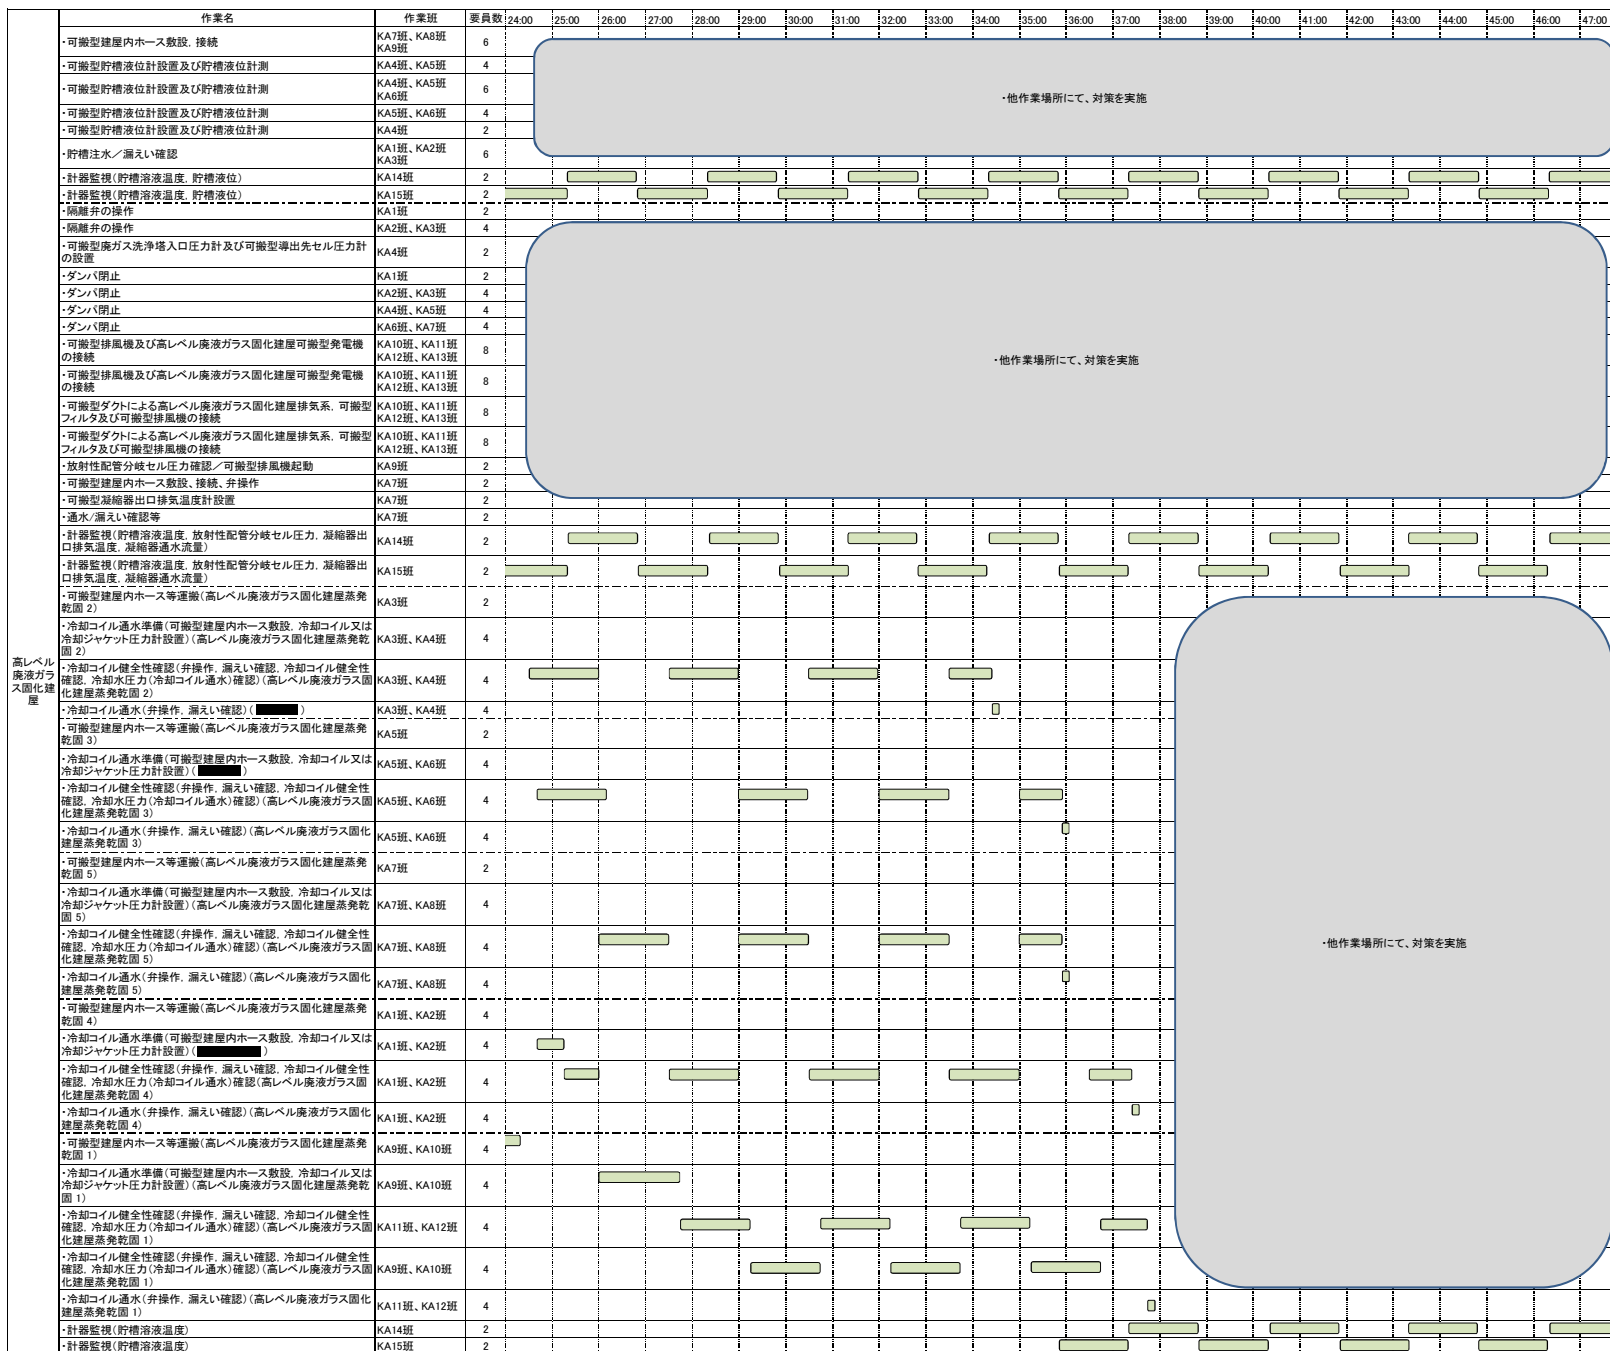 作業名 作業班 要員数 24:00 25:00 26:00 27:00 28:00 29:00 30:00 31:00 32:00 33:00 34:00 35:00 36:00 37:00 38:00 39:00 40:00 41:00 42:00 43:00 44:00 45:00 46:00 47:00
高レベル
廃液ガラ
ス固化建
屋
・可搬型建屋内ホース敷設, 接続 KA7班、KA8班 6
KA9班
・可搬型貯槽液位計設置及び貯槽液位計測 KA4班、KA5班 4
・可搬型貯槽液位計設置及び貯槽液位計測 KA4班、KA5班 6
KA6班
・他作業場所にて、対策を実施
・可搬型貯槽液位計設置及び貯槽液位計測 KA5班、KA6班 4
・可搬型貯槽液位計設置及び貯槽液位計測 KA4班 2
・貯槽注水／漏えい確認 KA1班、KA2班 6
KA3班
・計器監視(貯槽溶液温度, 貯槽液位) KA14班 2
・計器監視(貯槽溶液温度, 貯槽液位) KA15班 2
・隔離弁の操作 KA1班 2
・隔離弁の操作 KA2班、KA3班 4
・可搬型廃ガス洗浄塔入口圧力計及び可搬型導出先セル圧力計
の設置 KA4班 2
・ダンパ閉止 KA1班 2
・ダンパ閉止 KA2班、KA3班 4
・ダンパ閉止 KA4班、KA5班 4
・ダンパ閉止 KA6班、KA7班 4
・可搬型排風機及び高レベル廃液ガラス固化建屋可搬型発電機 KA10班、KA11班 8
の接続 KA12班、KA13班
・他作業場所にて、対策を実施
・可搬型排風機及び高レベル廃液ガラス固化建屋可搬型発電機 KA10班、KA11班 8
の接続 KA12班、KA13班
・可搬型ダクトによる高レベル廃液ガラス固化建屋排気系, 可搬型 KA10班、KA11班 8
フィルタ及び可搬型排風機の接続 KA12班、KA13班
・可搬型ダクトによる高レベル廃液ガラス固化建屋排気系, 可搬型 KA10班、KA11班 8
フィルタ及び可搬型排風機の接続 KA12班、KA13班
・放射性配管分岐セル圧力確認／可搬型排風機起動 KA9班 2
・可搬型建屋内ホース敷設、接続、弁操作 KA7班 2
・可搬型凝縮器出口排気温度計設置 KA7班 2
・通水/漏えい確認等 KA7班 2
・計器監視(貯槽溶液温度, 放射性配管分岐セル圧力, 凝縮器出
口排気温度, 凝縮器通水流量) KA14班 2
・計器監視(貯槽溶液温度, 放射性配管分岐セル圧力, 凝縮器出
口排気温度, 凝縮器通水流量) KA15班 2
・可搬型建屋内ホース等運搬(高レベル廃液ガラス固化建屋蒸発
乾固 2) KA3班 2
・冷却コイル通水準備(可搬型建屋内ホース敷設, 冷却コイル又は
冷却ジャケット圧力計設置)(高レベル廃液ガラス固化建屋蒸発乾 KA3班、KA4班 4
固 2)
・冷却コイル健全性確認(弁操作, 漏えい確認, 冷却コイル健全性
確認, 冷却水圧力(冷却コイル通水)確認)(高レベル廃液ガラス固 KA3班、KA4班 4
化建屋蒸発乾固 2)
・冷却コイル通水(弁操作, 漏えい確認)( ) KA3班、KA4班 4
・可搬型建屋内ホース等運搬(高レベル廃液ガラス固化建屋蒸発
乾固 3) KA5班 2
・冷却コイル通水準備(可搬型建屋内ホース敷設, 冷却コイル又は
冷却ジャケット圧力計設置)( ) KA5班、KA6班 4
・冷却コイル健全性確認(弁操作, 漏えい確認, 冷却コイル健全性
確認, 冷却水圧力(冷却コイル通水)確認)(高レベル廃液ガラス固 KA5班、KA6班 4
化建屋蒸発乾固 3)
・冷却コイル通水(弁操作, 漏えい確認)(高レベル廃液ガラス固化
建屋蒸発乾固 3) KA5班、KA6班 4
・可搬型建屋内ホース等運搬(高レベル廃液ガラス固化建屋蒸発
乾固 5) KA7班 2
・冷却コイル通水準備(可搬型建屋内ホース敷設, 冷却コイル又は
冷却ジャケット圧力計設置)(高レベル廃液ガラス固化建屋蒸発乾 KA7班、KA8班 4
固 5)
・冷却コイル健全性確認(弁操作, 漏えい確認, 冷却コイル健全性
確認, 冷却水圧力(冷却コイル通水)確認)(高レベル廃液ガラス固 KA7班、KA8班 4
化建屋蒸発乾固 5)
・他作業場所にて、対策を実施
・冷却コイル通水(弁操作, 漏えい確認)(高レベル廃液ガラス固化
建屋蒸発乾固 5) KA7班、KA8班 4
・可搬型建屋内ホース等運搬(高レベル廃液ガラス固化建屋蒸発
乾固 4) KA1班、KA2班 4
・冷却コイル通水準備(可搬型建屋内ホース敷設, 冷却コイル又は
冷却ジャケット圧力計設置)( ) KA1班、KA2班 4
・冷却コイル健全性確認(弁操作, 漏えい確認, 冷却コイル健全性
確認, 冷却水圧力(冷却コイル通水)確認(高レベル廃液ガラス固 KA1班、KA2班 4
化建屋蒸発乾固 4)
・冷却コイル通水(弁操作, 漏えい確認)(高レベル廃液ガラス固化
建屋蒸発乾固 4) KA1班、KA2班 4
・可搬型建屋内ホース等運搬(高レベル廃液ガラス固化建屋蒸発
乾固 1) KA9班、KA10班 4
・冷却コイル通水準備(可搬型建屋内ホース敷設, 冷却コイル又は
冷却ジャケット圧力計設置)(高レベル廃液ガラス固化建屋蒸発乾 KA9班、KA10班 4
固 1)
・冷却コイル健全性確認(弁操作, 漏えい確認, 冷却コイル健全性
確認, 冷却水圧力(冷却コイル通水)確認)(高レベル廃液ガラス固 KA11班、KA12班 4
化建屋蒸発乾固 1)
・冷却コイル健全性確認(弁操作, 漏えい確認, 冷却コイル健全性
確認, 冷却水圧力(冷却コイル通水)確認)(高レベル廃液ガラス固 KA9班、KA10班 4
化建屋蒸発乾固 1)
・冷却コイル通水(弁操作, 漏えい確認)(高レベル廃液ガラス固化
建屋蒸発乾固 1) KA11班、KA12班 4
・計器監視(貯槽溶液温度) KA14班 2
・計器監視(貯槽溶液温度) KA15班 2